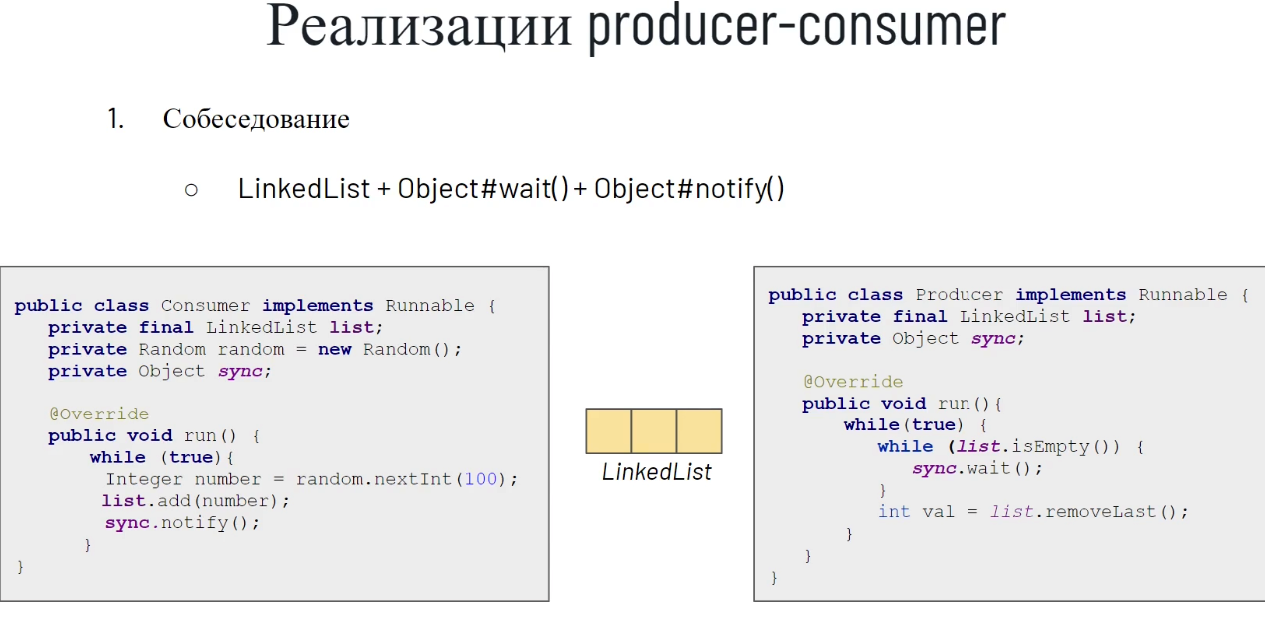 Реализации producer-consumer
1. Собеседование
○ LinkedList + Object#wait() + Object#notify()
public class Consumer implements Runnable {
private final LinkedList list;
private Random random = new Random();
private Object sync;
@Override
public void run() {
while (true){
Integer number = random.nextInt(100);
list.add(number);
sync.notify();
}
}
LinkedList
public class Producer implements Runnable {
private final LinkedList list;
private Object sync;
@Override
public void run(){
while(true) {
while (list.isEmpty()) {
sync.wait();
}
int val = list.removeLast();
}
}
}